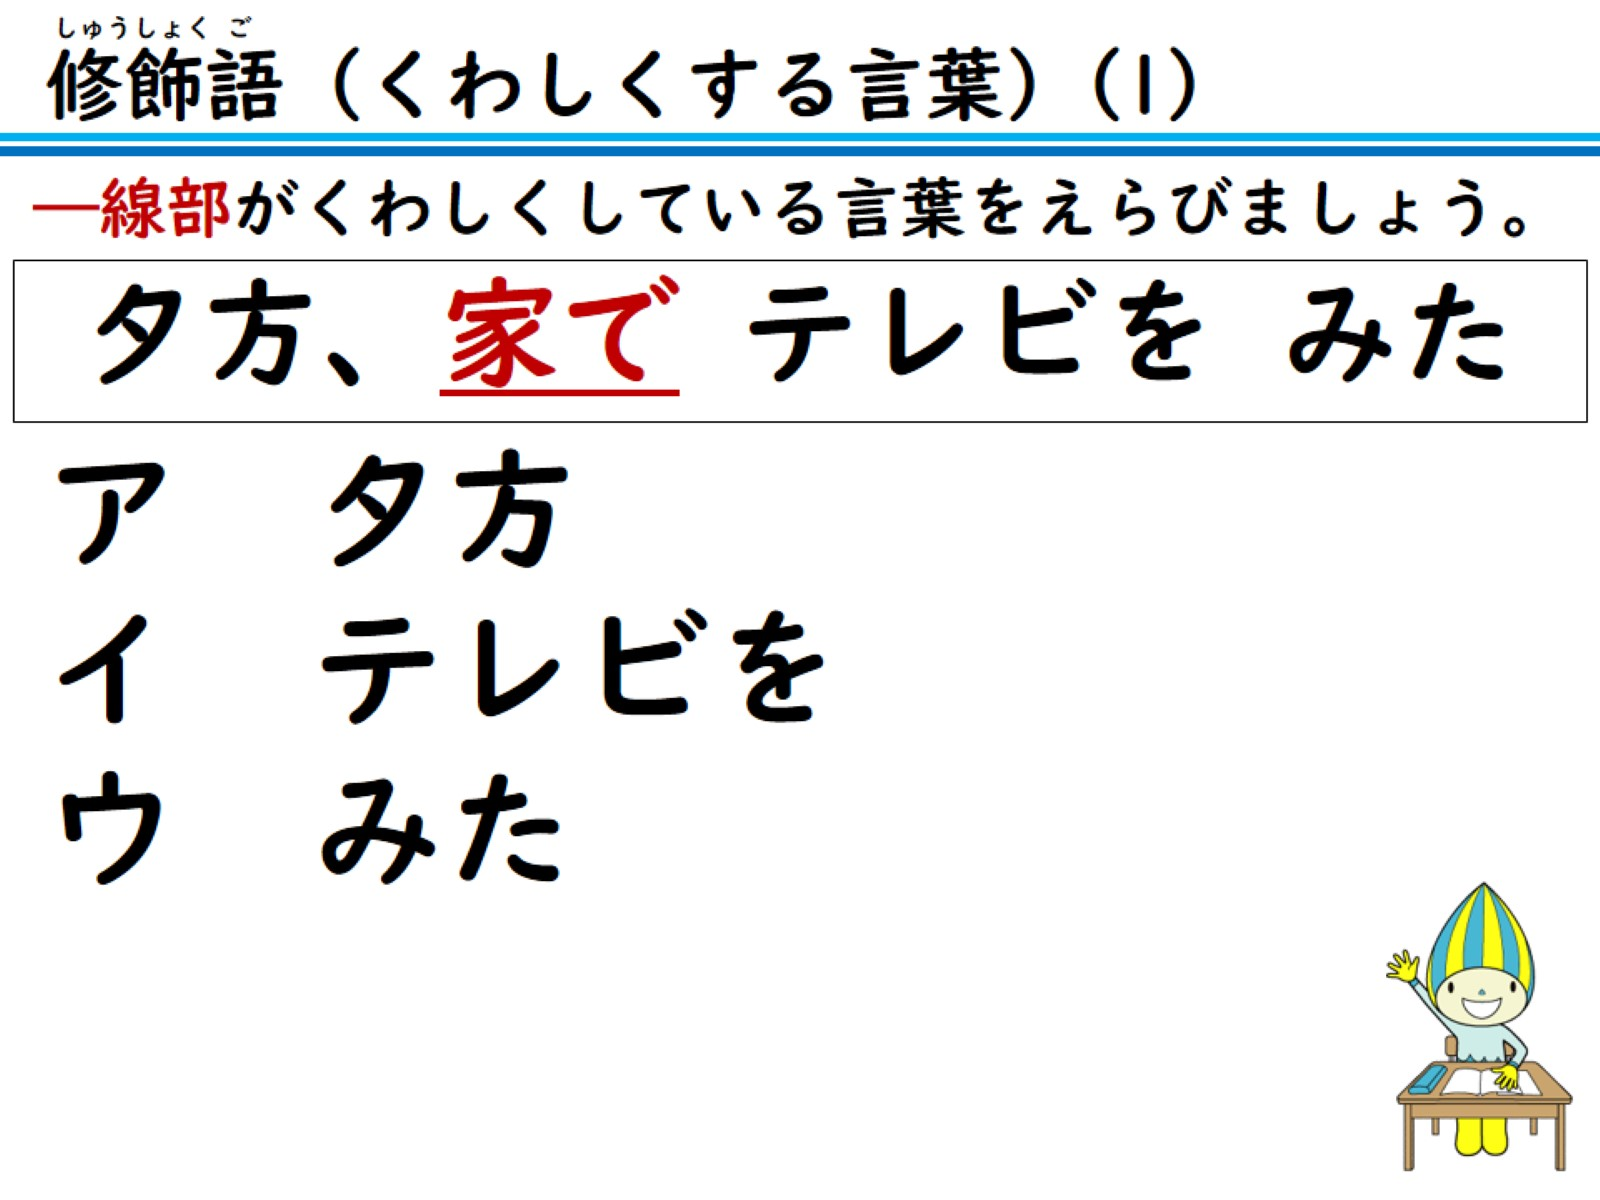 しゅうしょく ご
修飾語（くわしくする言葉）（1）
―線部がくわしくしている言葉をえらびましょう。
夕方、家で テレビを みた
ア 夕方
イ テレビを
ウ みた